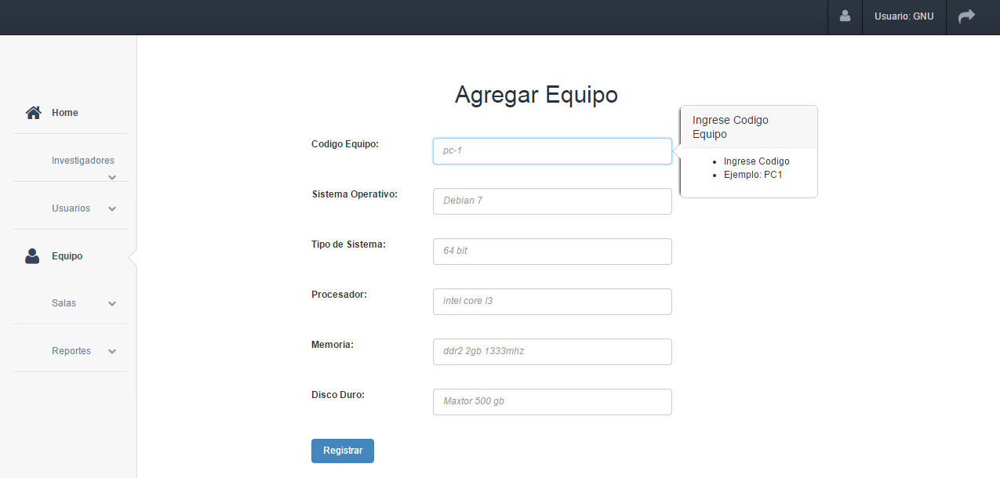 Usuario: GNU
Home
Investigadores
Usuarios
Equipo
Salas
Reportes
Agregar Equipo
Codigo Equipo:
pc-1
Ingrese Codigo
Equipo
Ingrese Codigo
Ejemplo: PC1
Sistema Operativo:
Debian 7
Tipo de Sistema:
64 bit
Procesador:
intel core I3
Memoria:
ddr2 2gb 1333mhz
Disco Duro:
Maxtor 500 gb
Registrar